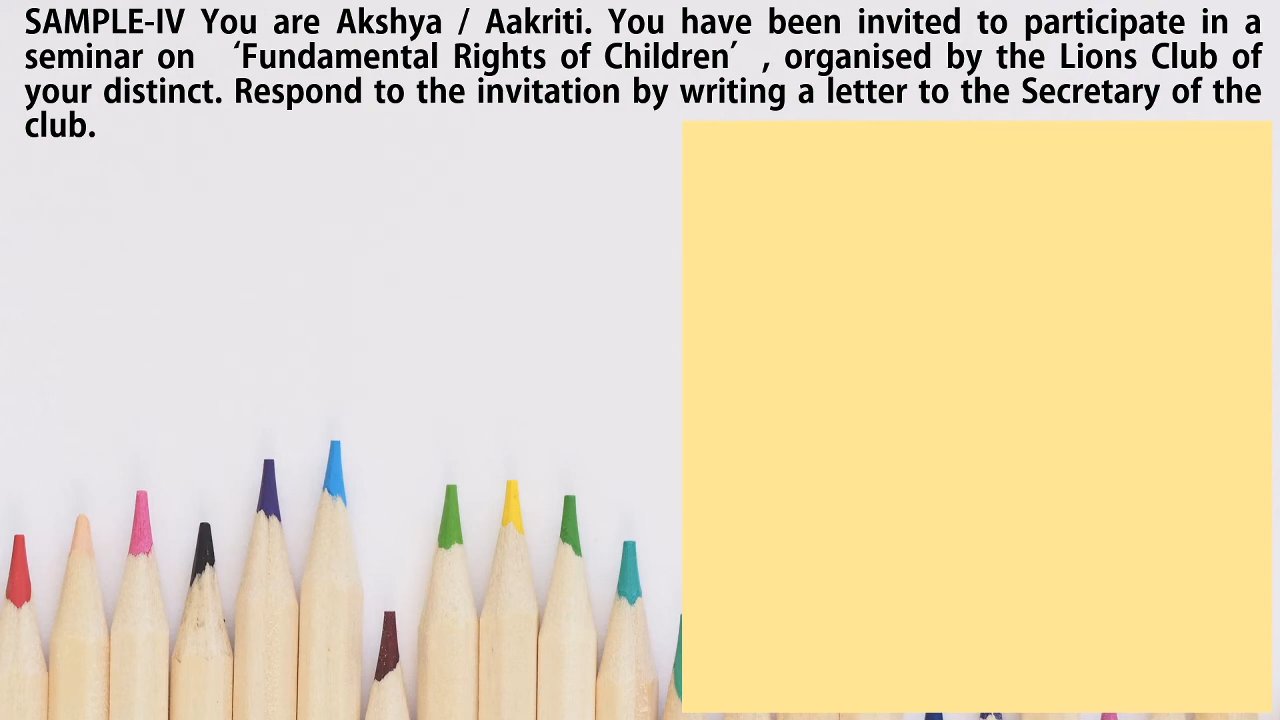 SAMPLE-IV You are Akshya / Aakriti. You have been invited to participate in a
seminar on ‘Fundamental Rights of Children’ , organised by the Lions Club of
your distinct. Respond to the invitation by writing a letter to the Secretary of the
club.